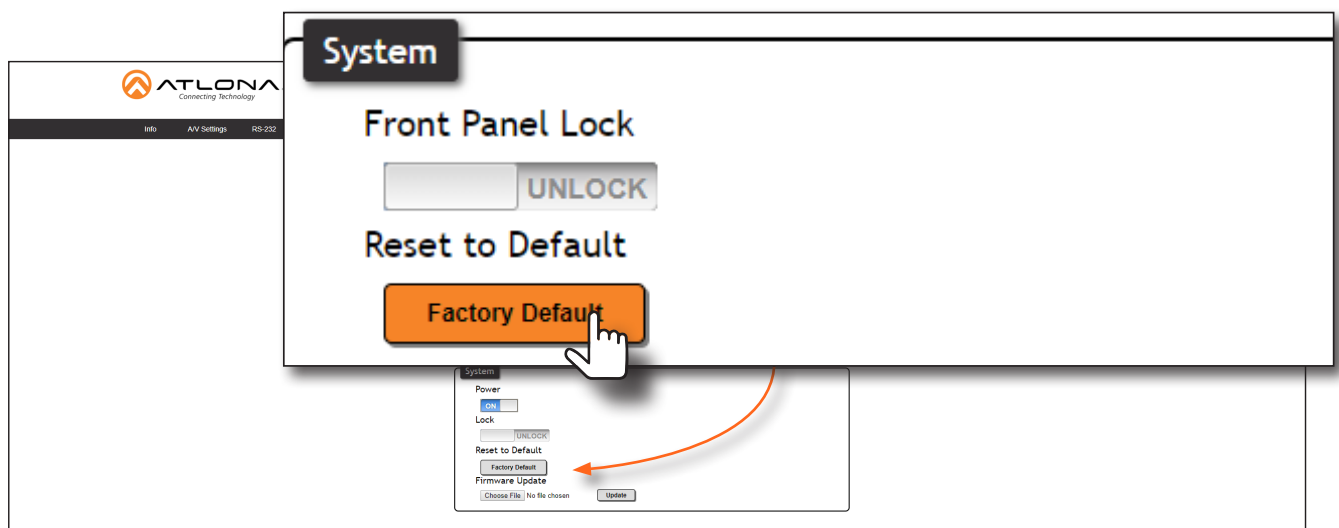 ATLONA
Connecting Technology
Info A/V Settings RS-232
System
Front Panel Lock
UNLOCK
Reset to Default
Factory Default
System
Power
ON
Lock
UNLOCK
Reset to Default
Factory Default
Firmware Update
Choose File No file chosen Update